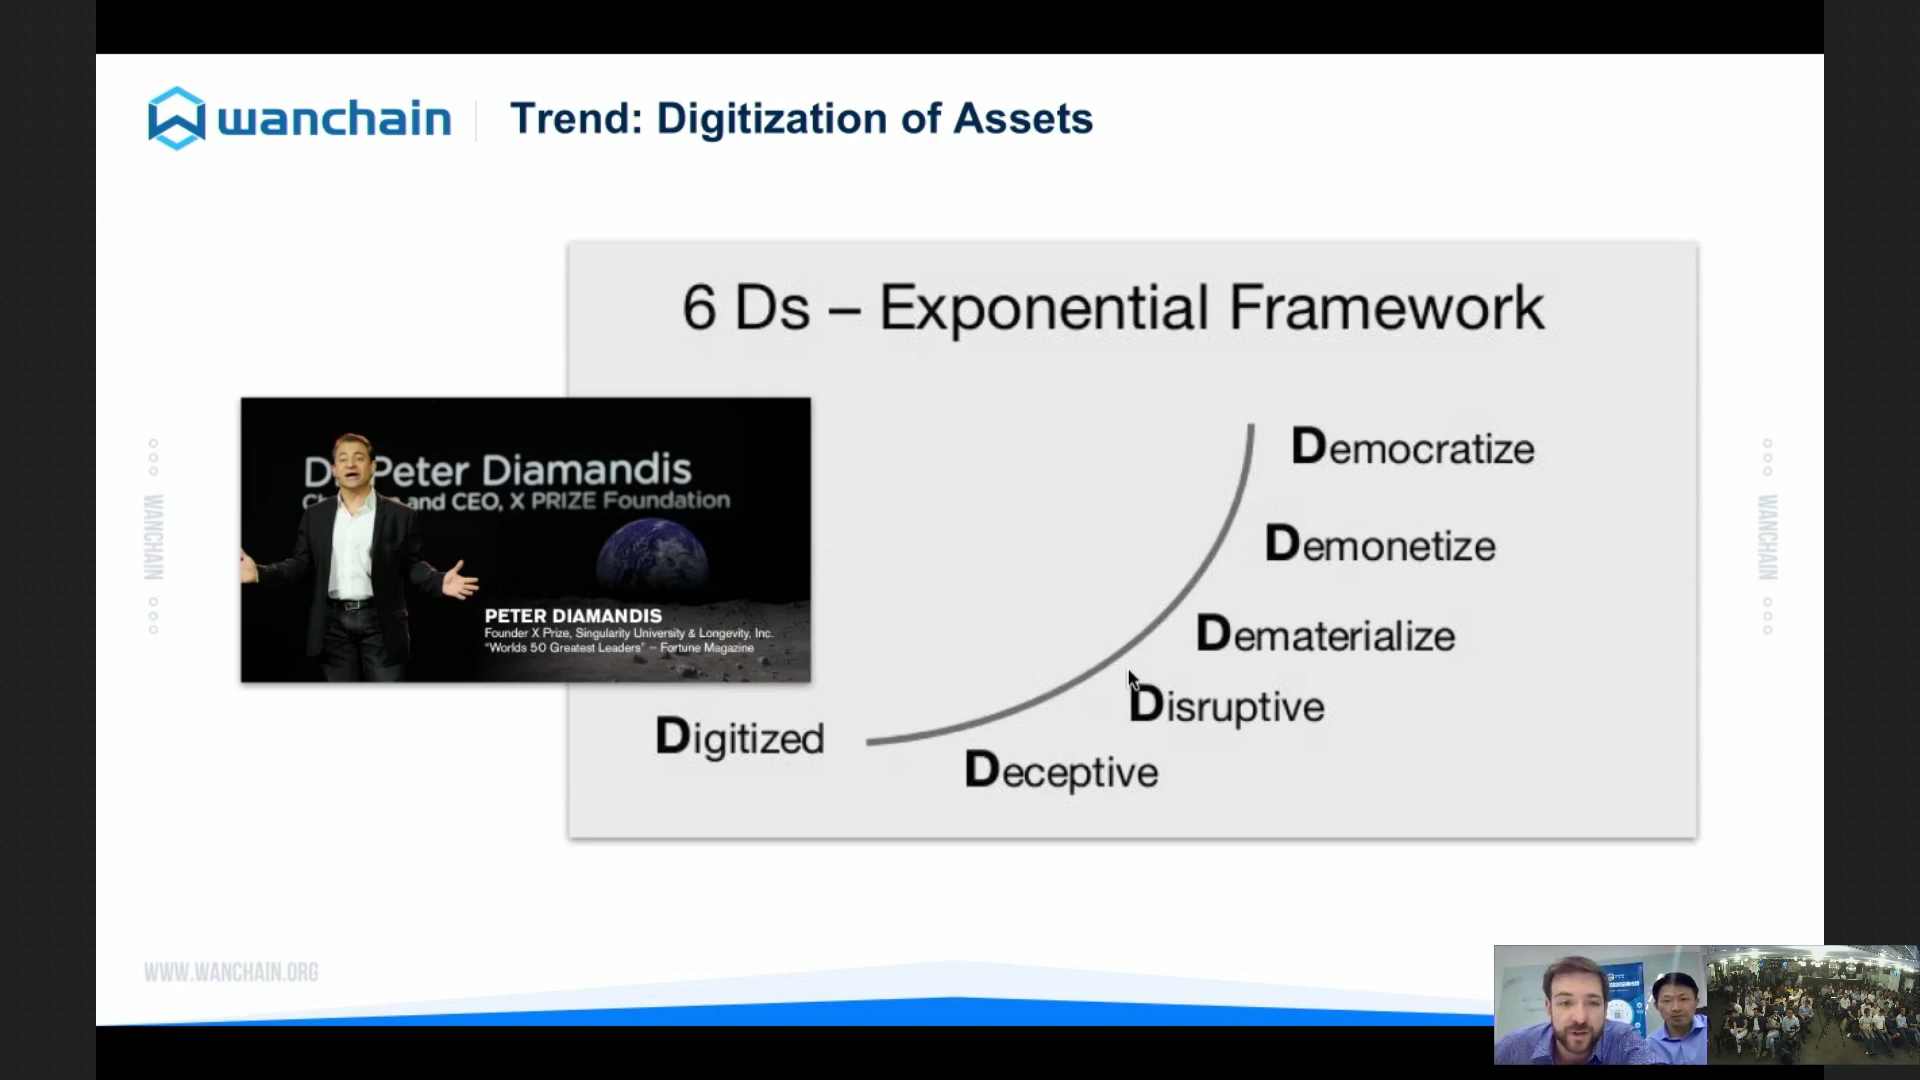 wanchain
Trend: Digitization of Assets
6 Ds – Exponential Framework
Peter Diamandis
and CEO, X PRIZE Foundation
PETER DIAMANDIS
Founder X Prize, Singularity University & Longevity, Inc.
"Worlds 50 Greatest Leaders" – Fortune Magazine
Democratize
Demonetize
Dematerialize
Disruptive
Digitized
Deceptive
WANCHAIN
WANCHAIN
WWW.WANCHAIN.ORG